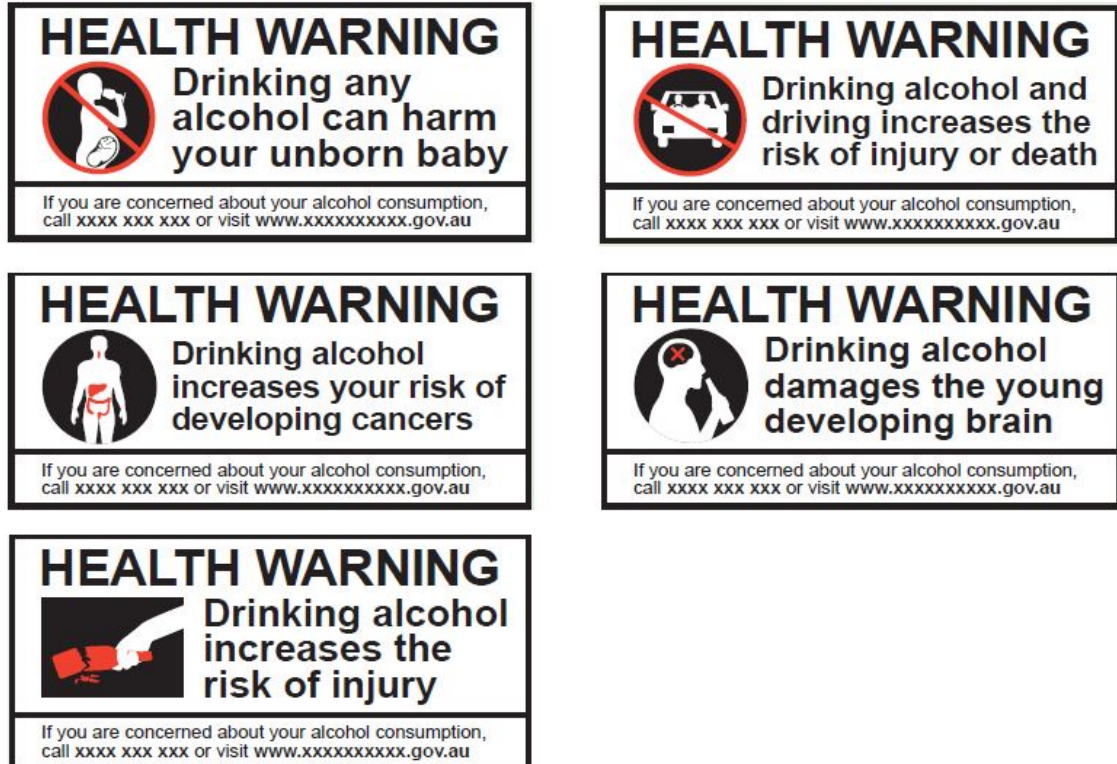 HEALTH WARNING
Drinking any
alcohol can harm
your unborn baby
If you are concerned about your alcohol consumption,
call xxxx xxx xxx or visit www.xxxxxxxxxx.gov.au
HEALTH WARNING
Drinking alcohol and
driving increases the
risk of injury or death
If you are concerned about your alcohol consumption,
call xxxx xxx xxx or visit www.xxxxxxxxxx.gov.au
HEALTH WARNING
Drinking alcohol
increases your risk of
developing cancers
If you are concerned about your alcohol consumption,
call xxxx xxx xxx or visit www.xxxxxxxxxx.gov.au
HEALTH WARNING
Drinking alcohol
damages the young
developing brain
If you are concerned about your alcohol consumption,
call xxxx xxx xxx or visit www.xxxxxxxxxx.gov.au
HEALTH WARNING
Drinking alcohol
increases the
risk of injury
If you are concerned about your alcohol consumption,
call xxxx xxx xxx or visit www.xxxxxxxxxx.gov.au